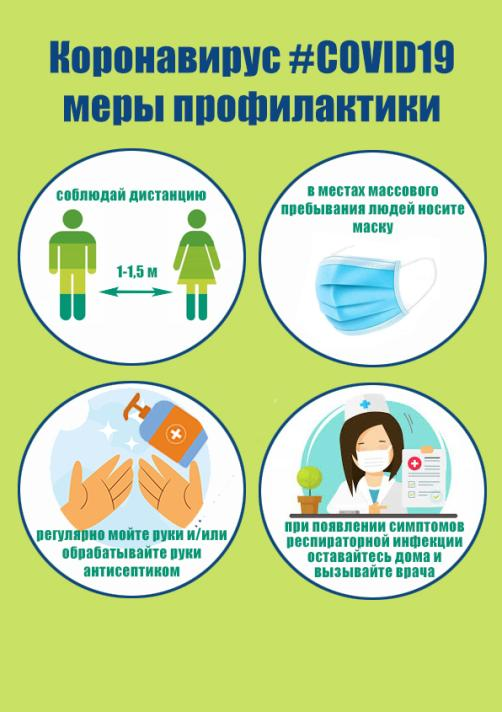 Коронавирус #COVID19
меры профилактики
соблюдай дистанцию
1-1,5 м
в местах массового
пребывания людей носите
маску
регулярно мойте руки и/или
обрабатывайте руки
антисептиком
при появлении симптомов
респираторной инфекции
оставайтесь дома и
вызывайте врача